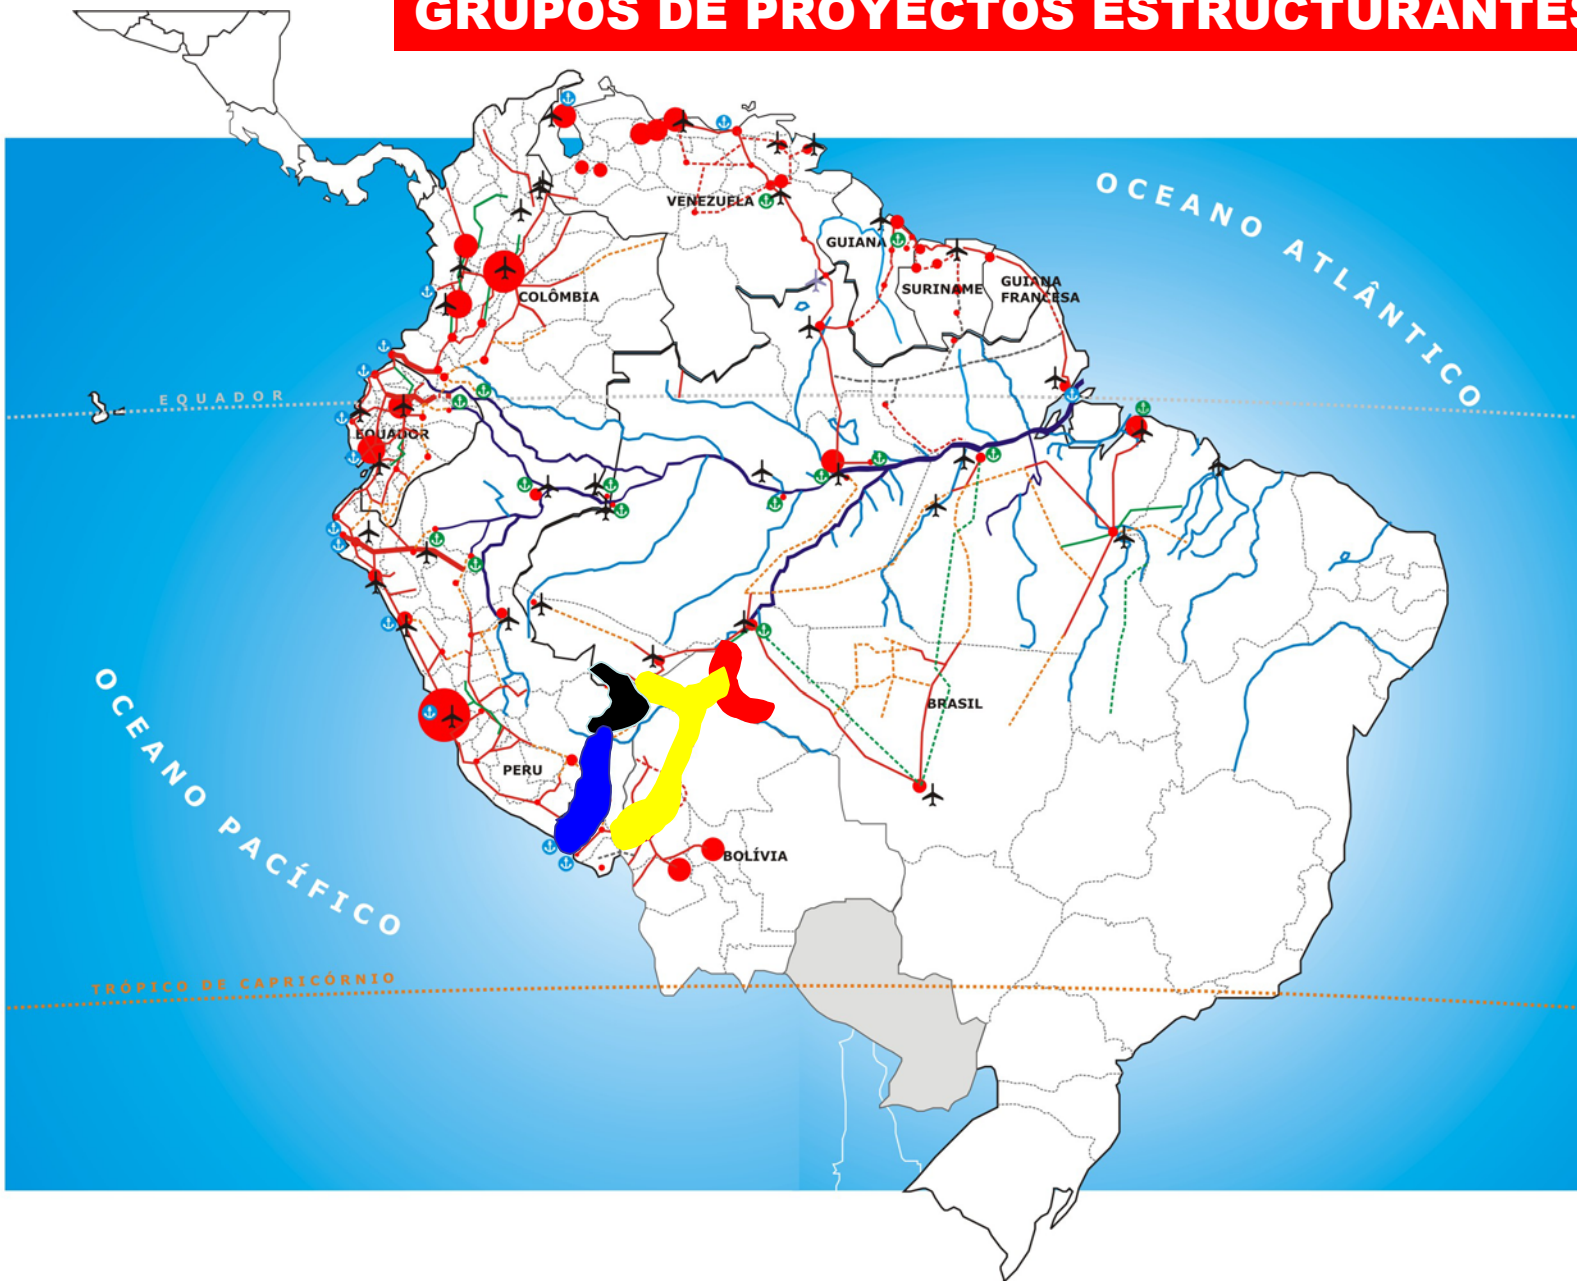 GRUPOS DE PROYECTOS ESTRUCTURANTES
OCEANO ATLÂNTICO
VENEZUELA
GUIANA
SURINAME
GUIANA
FRANCESA
COLÔMBIA
EQUADOR
EQUADOR
OCEANO PACÍFICO
BRASIL
PERU
BOLÍVIA
TRÓPICO DE CAPRICÓRNIO